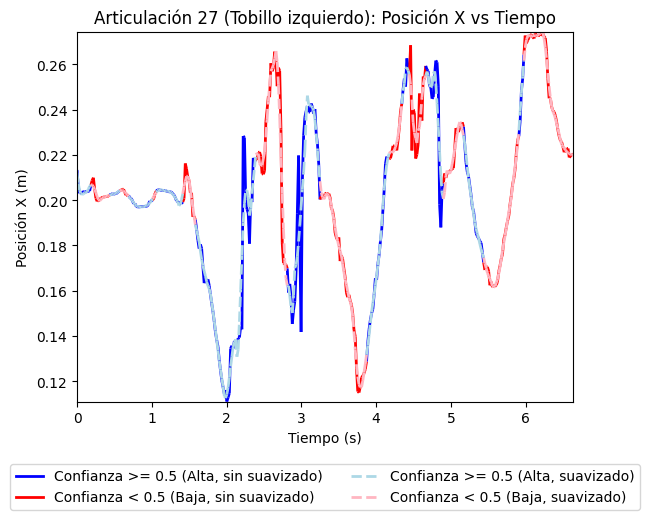 Articulación 27 (Tobillo izquierdo): Posición X vs Tiempo
0.26
0.24
0.22
0.20
0.18
0.16
0.14
0.12
Posición X (m)
0 1 2 3 4 5 6
Tiempo (s)
Confianza >= 0.5 (Alta, sin suavizado)
Confianza < 0.5 (Baja, sin suavizado)
Confianza >= 0.5 (Alta, suavizado)
Confianza < 0.5 (Baja, suavizado)